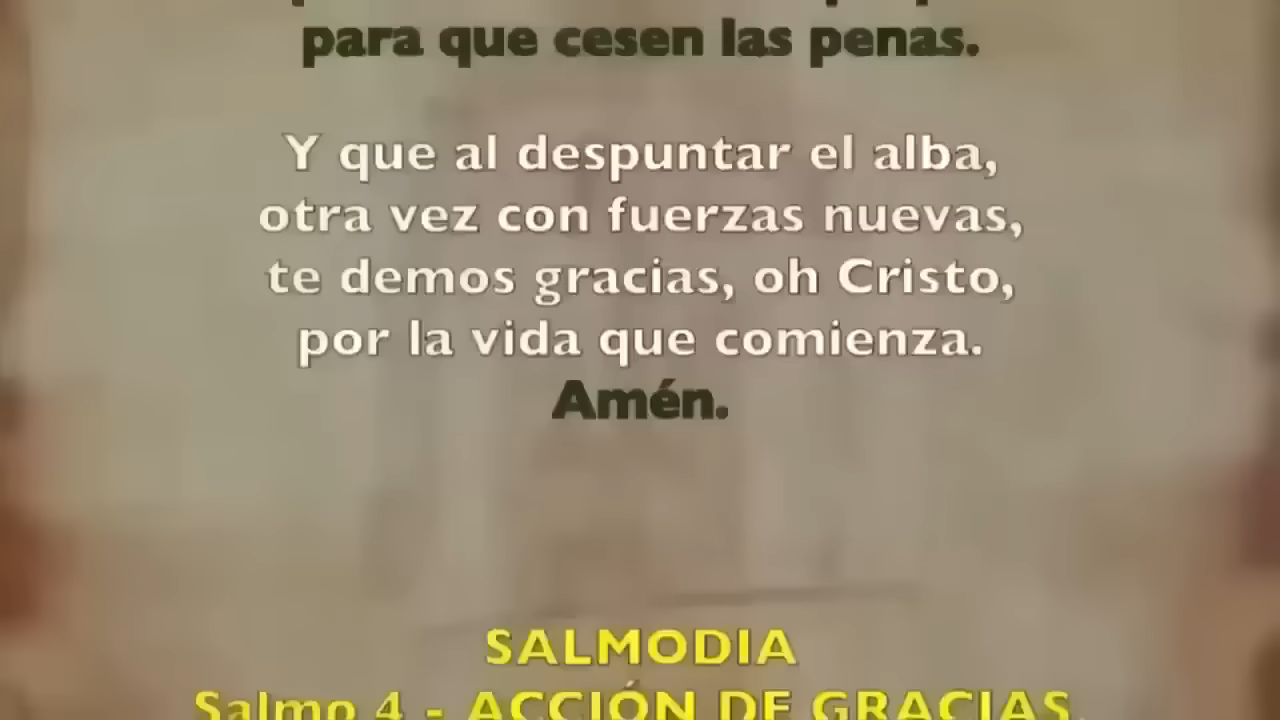 para que cesen las penas.
Y que al despuntar el alba,
otra vez con fuerzas nuevas,
te demos gracias, oh Cristo,
por la vida que comienza.
Amén.
SALMODIA
Salmo 4 - ACCIÓN DE GRACIAS.